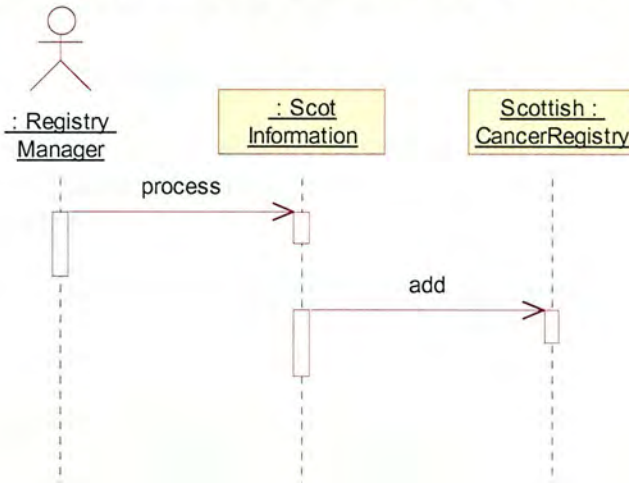 : Registry
Manager
: Scot
Information
Scottish :
CancerRegistry
process
add